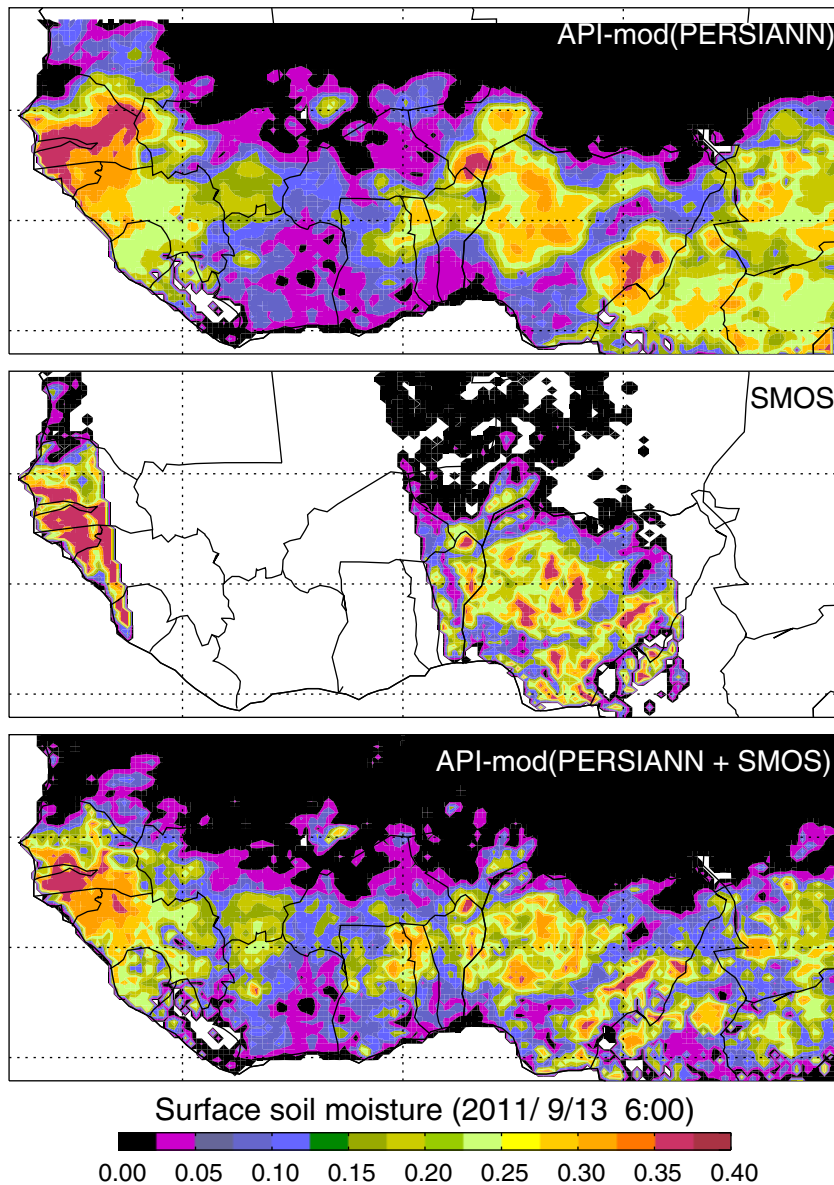 API-mod(PERSIANN)
SMOS
API-mod(PERSIANN + SMOS)
Surface soil moisture (2011/ 9/13  6:00)
0.00 0.05 0.10 0.15 0.20 0.25 0.30 0.35 0.40